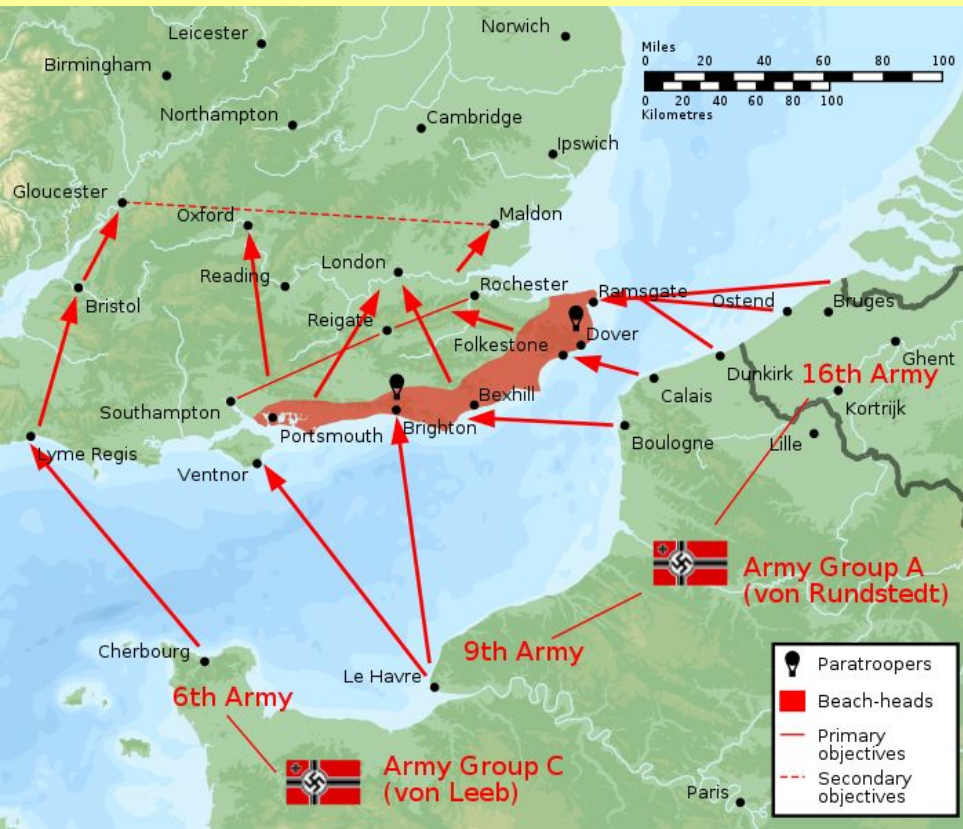 Leicester
Norwich
Birmingham
Miles
0 20 40 60 80 100
0 20 40 60 80 100
Kilometres
Northampton
Cambridge
Ipswich
Gloucester
Oxford
Maldon
London
Reading
Rochester
Ramsgate
Ostend
Bruges
Bristol
Reigate
Folkestone
Dover
Ghent
Dunkirk
16th Army
Calais
Kortrijk
Southampton
Bexhill
Portsmouth
Brighton
Boulogne
Lille
Lyme Regis
Ventnor
Army Group A
(von Rundstedt)
Cherbourg
9th Army
Le Havre
6th Army
Army Group C
(von Leeb)
Paris
Paratroopers
Beach-heads
Primary
objectives
Secondary
objectives